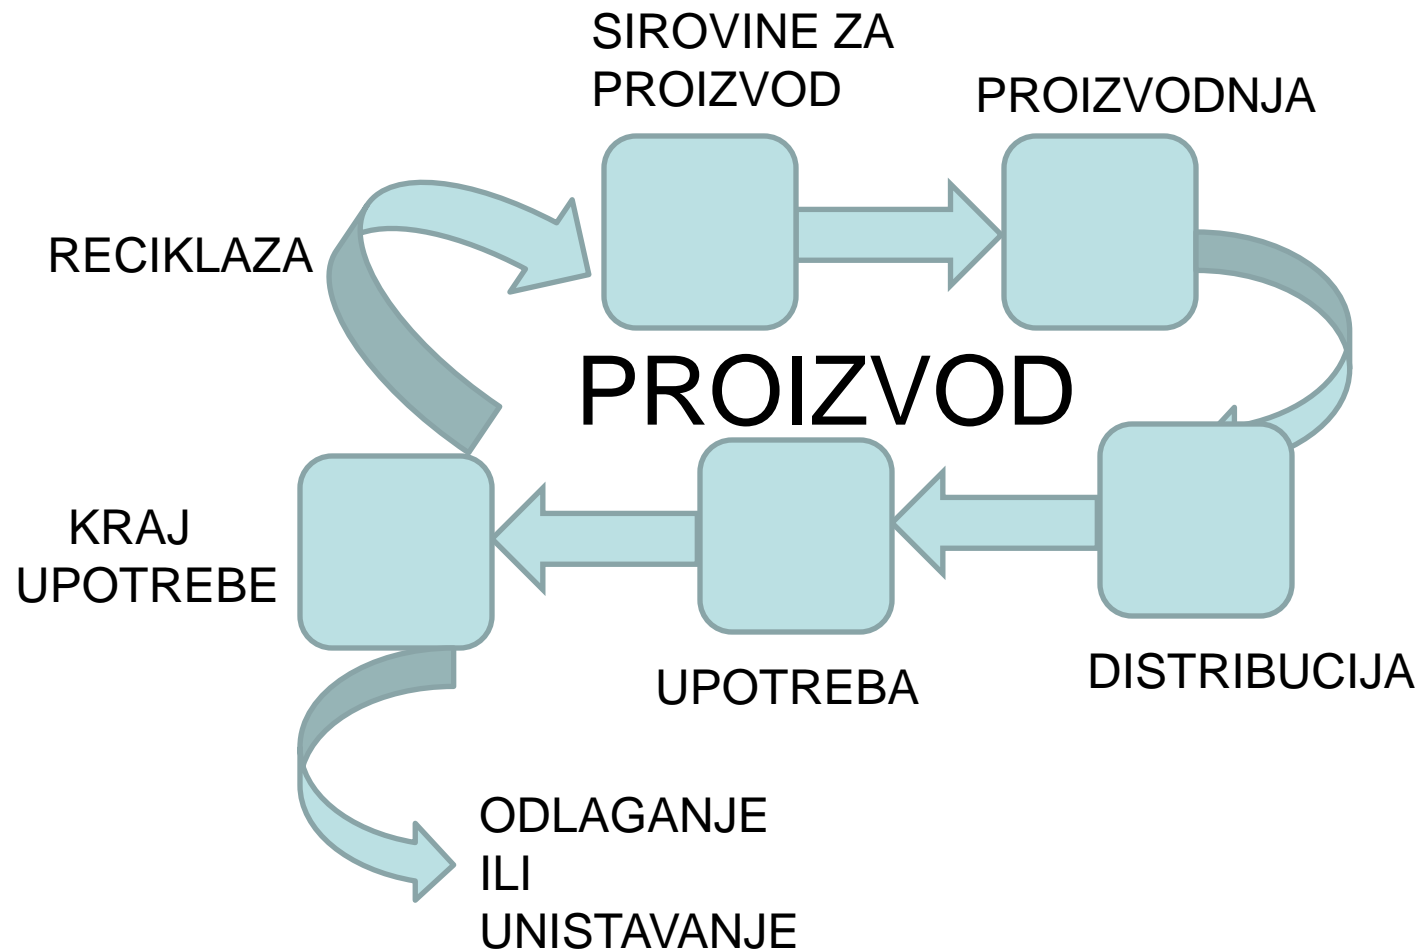 SIROVINE ZA
PROIZVOD
PROIZVODNJA
RECIKLAZA
PROIZVOD
KRAJ
UPOTREBE
UPOTREBA
DISTRIBUCIJA
ODLAGANJE
ILI
UNISTAVANJE